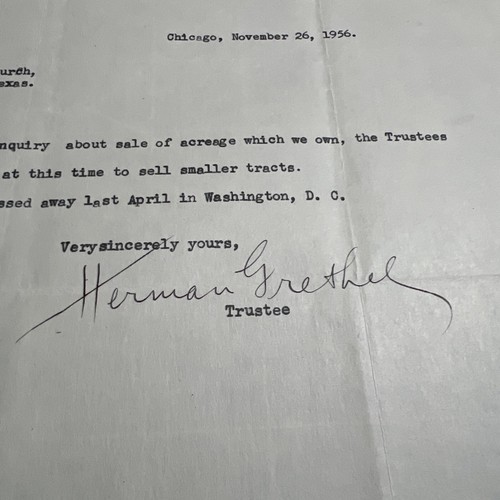 Chicago, November 26, 1956.
urch,
exas.
nquiry about sale of acreage which we own, the Trustees
at this time to sell smaller tracts.
ssed away last April in Washington, D. C.
Verysincerely yours,
Herman Grethel
Trustee